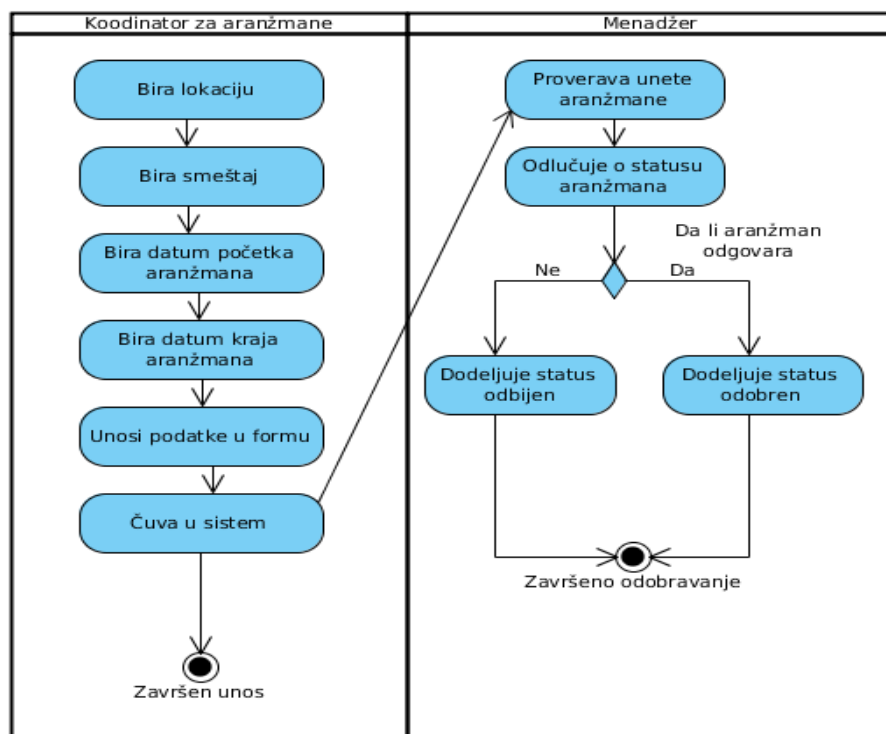 Koodinator za aranžmane
Bira lokaciju
Bira smeštaj
Bira datum početka
aranžmana
Bira datum kraja
aranžmana
Unosi podatke u formu
Čuva u sistem
Završen unos
Menadžer
Proverava unete
aranžmane
Odlučuje o statusu
aranžmana
Da li aranžman
odgovara
Ne
Da
Dodeljuje status
odbijen
Dodeljuje status
odobren
Završeno odobravanje